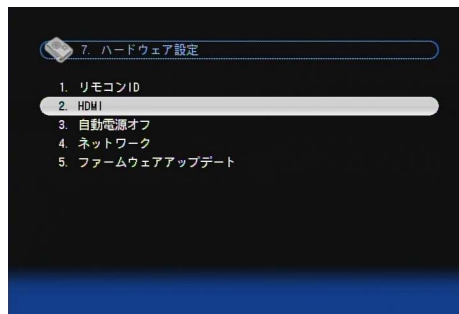 7. ハードウェア設定
1. リモコンID
2. HDMI
3. 自動電源オフ
4. ネットワーク
5. ファームウェアアップデート